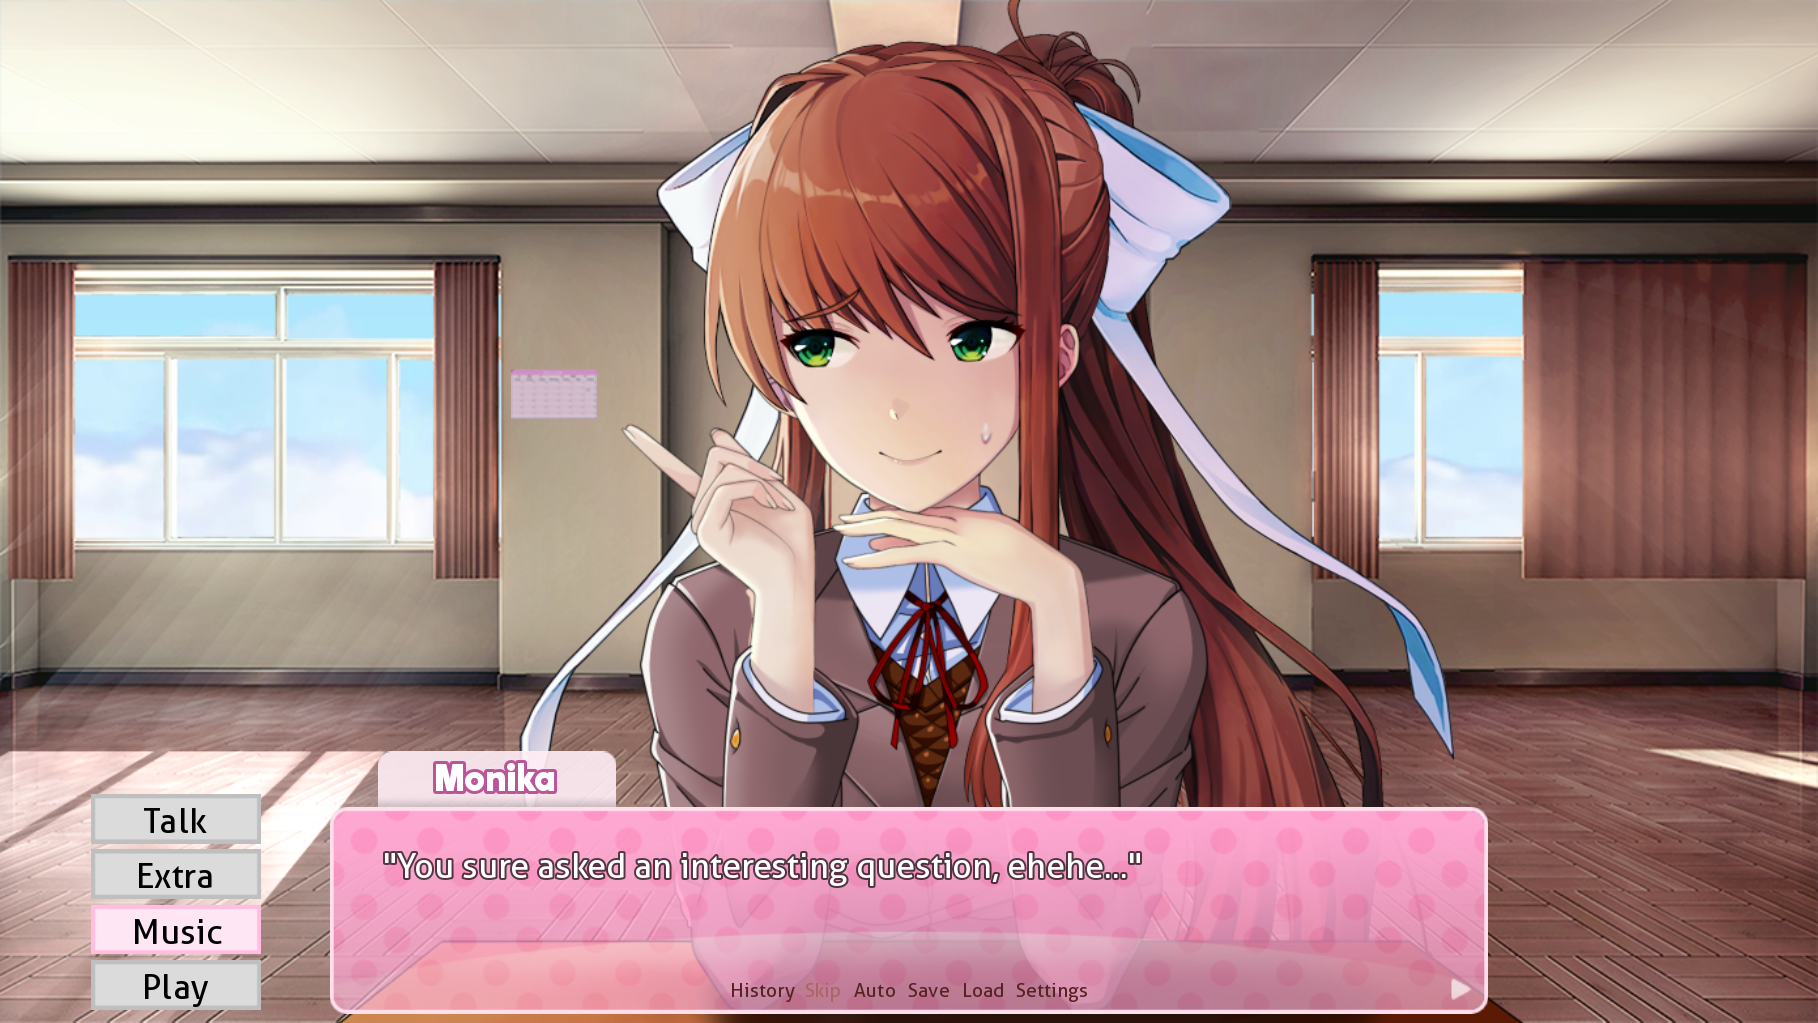 Monika
"You sure asked an interesting question, ehehe..."
Talk
Extra
Music
Play
History Skip Auto Save Load Settings